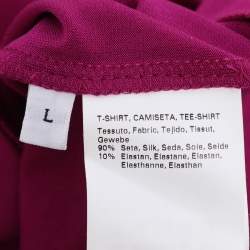 L
T-SHIRT, CAMISETA, TEE-SHIRT
Tessuto, Fabric, Tejido, Tissut,
Gewebe
90% Seta, Silk, Seda, Soie, Seide
10% Elastan, Elastane, Elastan,
Elasthanne, Elasthan